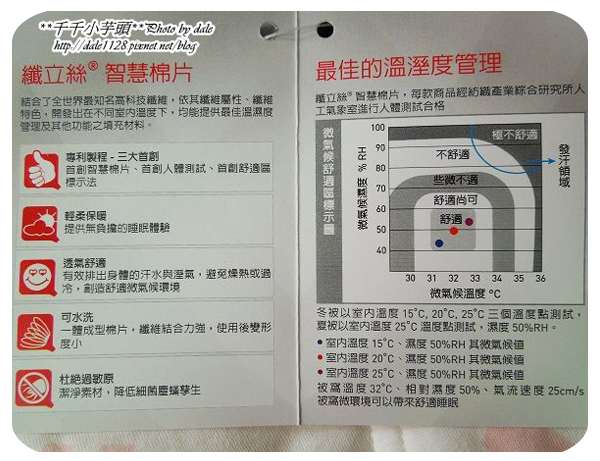 **千千小芋頭**Photo by dale
http://dale1128.pixnet.net/blog
纖立絲® 智慧棉片
結合了全世界最知名高科技纖維，依其纖維屬性、纖維
特色，開發出在不同室內溫度下，均能提供最佳溫濕度
管理及其他功能之填充材料。
專利製程 - 三大首創
首創智慧棉片、首創人體測試、首創舒適區
標示法
輕柔保暖
提供無負擔的睡眠體驗
透氣舒適
有效排出身體的汗水與溼氣，避免燥熱或過
冷，創造舒適微氣候環境
可水洗
一體成型棉片，纖維結合力強，使用後變形
度小
杜絕過敏原
潔淨素材，降低細菌塵蟎孳生
最佳的溫溼度管理
纖立絲® 智慧棉片，每款商品經紡織產業綜合研究所人
工氣象室進行人體測試合格
微氣候舒適區標示圖
微氣候濕度 % RH
100
90
80
70
60
50
40
極不舒適
不舒適
些微不適
舒適尚可
舒適
發汗領域
30 31 32 33 34 35 36
微氣候溫度 °C
冬被以室內溫度 15°C, 20°C, 25°C 三個溫度點測試，
夏被以室內溫度 25°C 溫度點測試，濕度 50%RH。
室內溫度 15°C、濕度 50%RH 其微氣候值
室內溫度 20°C、濕度 50%RH 其微氣候值
室內溫度 25°C、濕度 50%RH 其微氣候值
被窩溫度 32°C、相對濕度 50%、氣流速度 25cm/s
被窩微環境可以帶來舒適睡眠